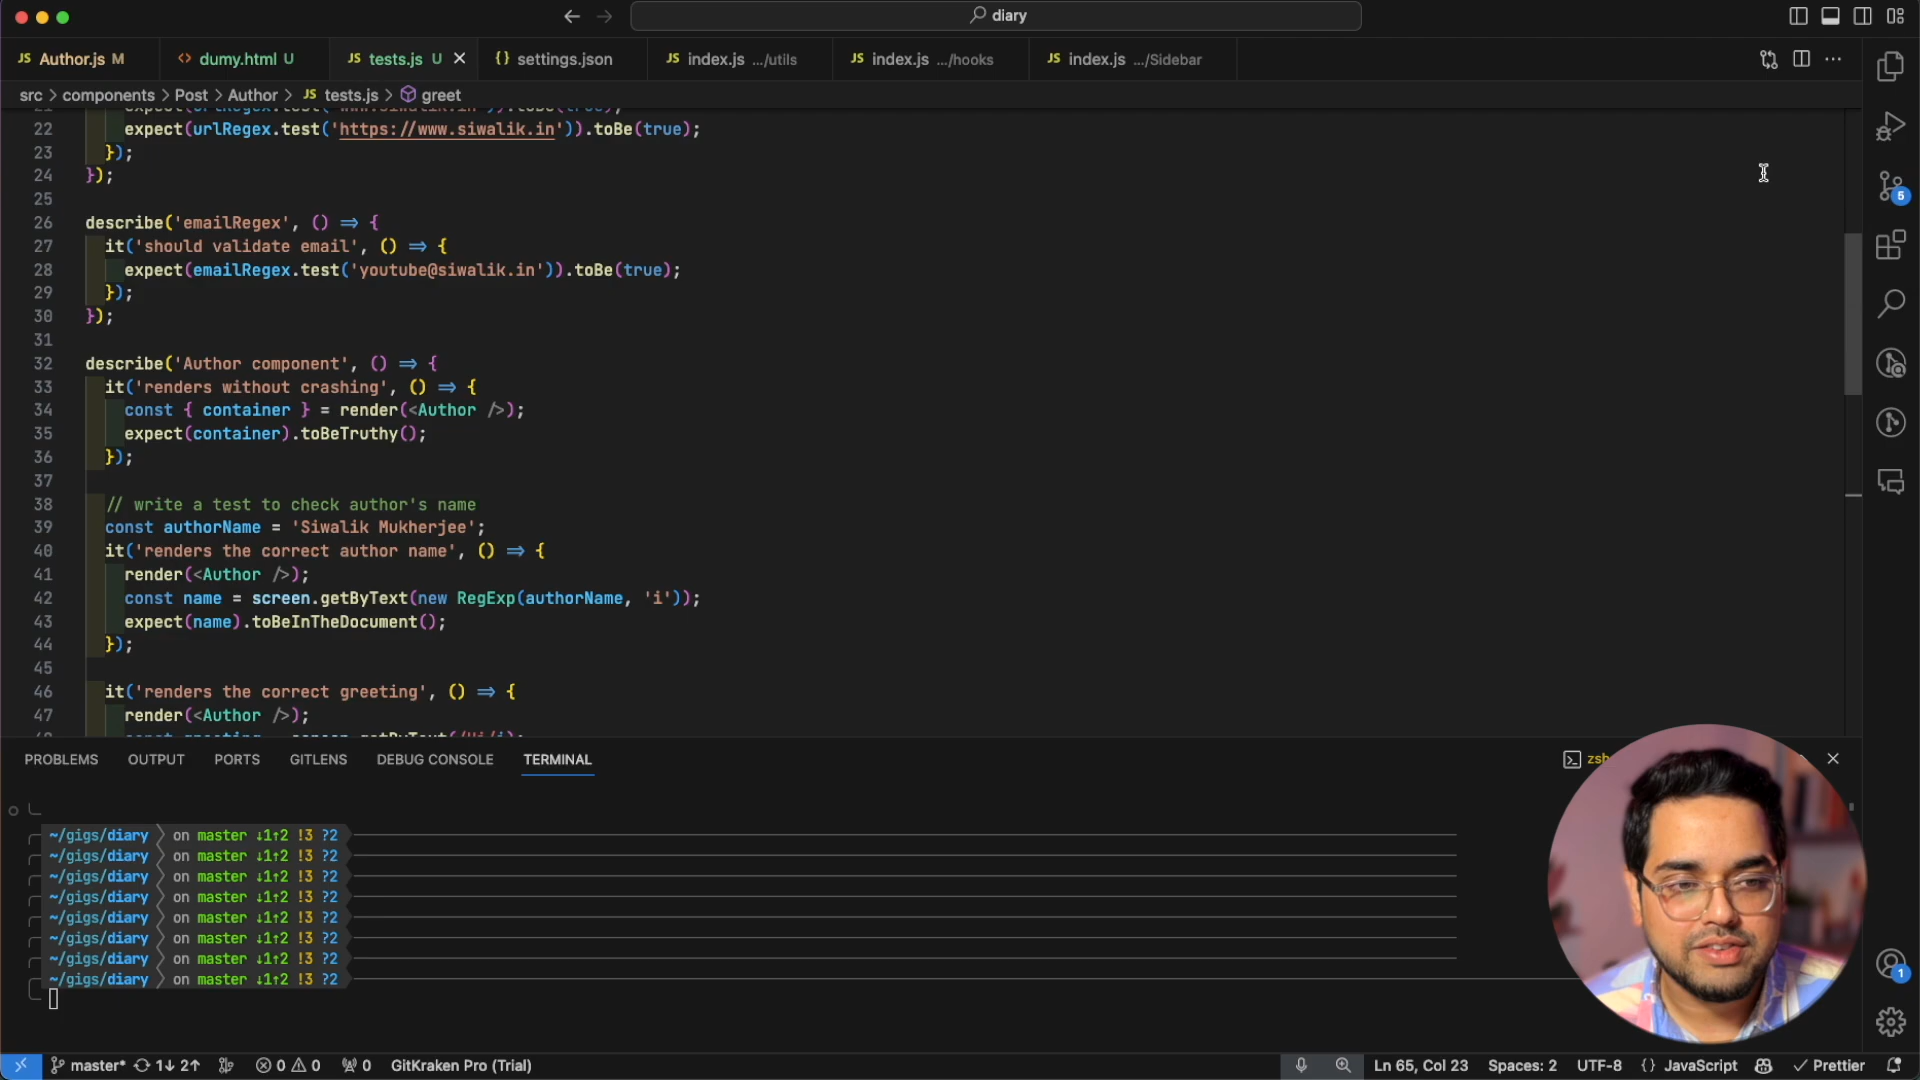 diary
JS Author.js M
<> dumy.html U
JS tests.js U
{} settings.json
JS index.js .../utils
JS index.js .../hooks
JS index.js .../Sidebar
src > components > Post > Author > JS tests.js > greet
22 expect(urlRegex.test('https://www.siwalik.in')).toBe(true);
23 });
24 });
25
26 describe('emailRegex', () => {
27 it('should validate email', () => {
28 expect(emailRegex.test('youtube@siwalik.in')).toBe(true);
29 });
30 });
31
32 describe('Author component', () => {
33 it('renders without crashing', () => {
34 const { container } = render(<Author />);
35 expect(container).toBeTruthy();
36 });
37
38 // write a test to check author's name
39 const authorName = 'Siwalik Mukherjee';
40 it('renders the correct author name', () => {
41 render(<Author />);
42 const name = screen.getByText(new RegExp(authorName, 'i'));
43 expect(name).toBeInTheDocument();
44 });
45
46 it('renders the correct greeting', () => {
47 render(<Author />);
5
PROBLEMS OUTPUT PORTS GITLENS DEBUG CONSOLE TERMINAL
zsh
~/gigs/diary on master ↓1↑2 !3 ?2
~/gigs/diary on master ↓1↑2 !3 ?2
~/gigs/diary on master ↓1↑2 !3 ?2
~/gigs/diary on master ↓1↑2 !3 ?2
~/gigs/diary on master ↓1↑2 !3 ?2
~/gigs/diary on master ↓1↑2 !3 ?2
~/gigs/diary on master ↓1↑2 !3 ?2
~/gigs/diary on master ↓1↑2 !3 ?2
1
master* 1↓ 2↑ 0 0 0 GitKraken Pro (Trial) Ln 65, Col 23 Spaces: 2 UTF-8 {} JavaScript Prettier